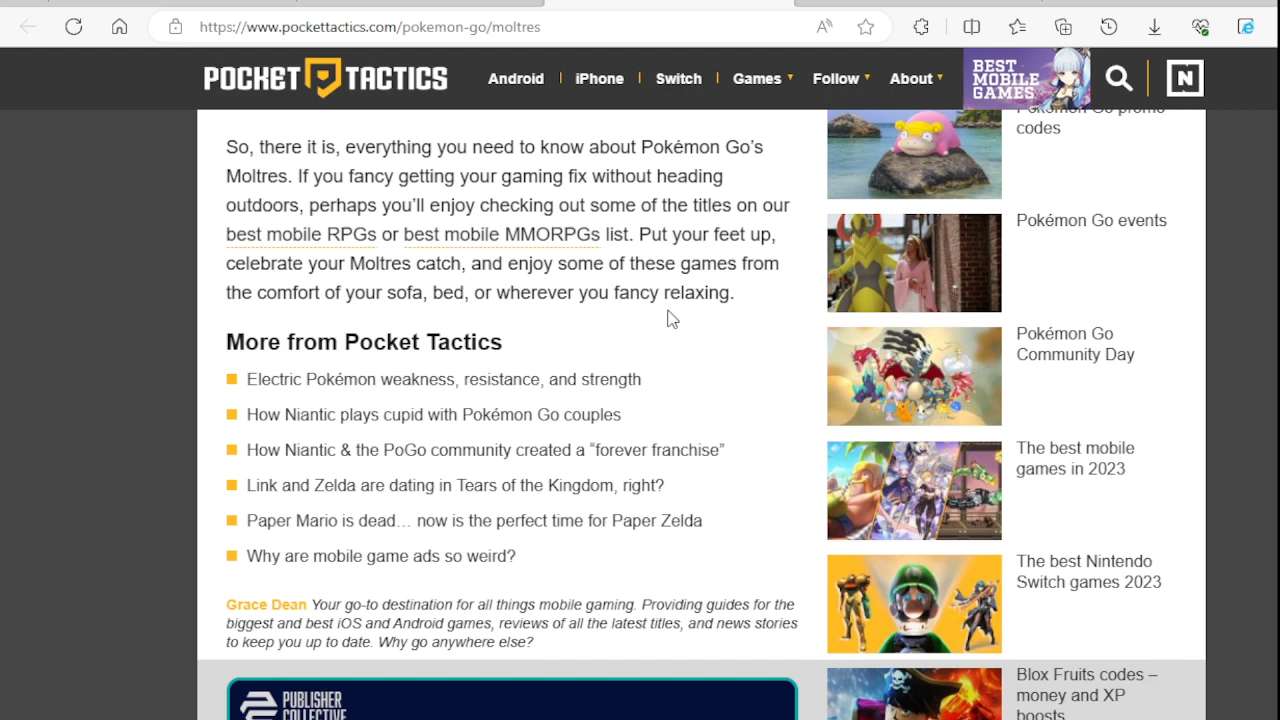 https://www.pockettactics.com/pokemon-go/moltres
POCKET TACTICS
Android
iPhone
Switch
Games
Follow
About
BEST
MOBILE
GAMES
N
So, there it is, everything you need to know about Pokémon Go’s
Moltres. If you fancy getting your gaming fix without heading
outdoors, perhaps you’ll enjoy checking out some of the titles on our
best mobile RPGs or best mobile MMORPGs list. Put your feet up,
celebrate your Moltres catch, and enjoy some of these games from
the comfort of your sofa, bed, or wherever you fancy relaxing.
More from Pocket Tactics
Electric Pokémon weakness, resistance, and strength
How Niantic plays cupid with Pokémon Go couples
How Niantic & the PoGo community created a “forever franchise”
Link and Zelda are dating in Tears of the Kingdom, right?
Paper Mario is dead… now is the perfect time for Paper Zelda
Why are mobile game ads so weird?
Grace Dean Your go-to destination for all things mobile gaming. Providing guides for the
biggest and best iOS and Android games, reviews of all the latest titles, and news stories
to keep you up to date. Why go anywhere else?
PUBLISHER
COLLECTIVE
Pokémon Go promo
codes
Pokémon Go events
Pokémon Go
Community Day
The best mobile
games in 2023
The best Nintendo
Switch games 2023
Blox Fruits codes –
money and XP
boosts